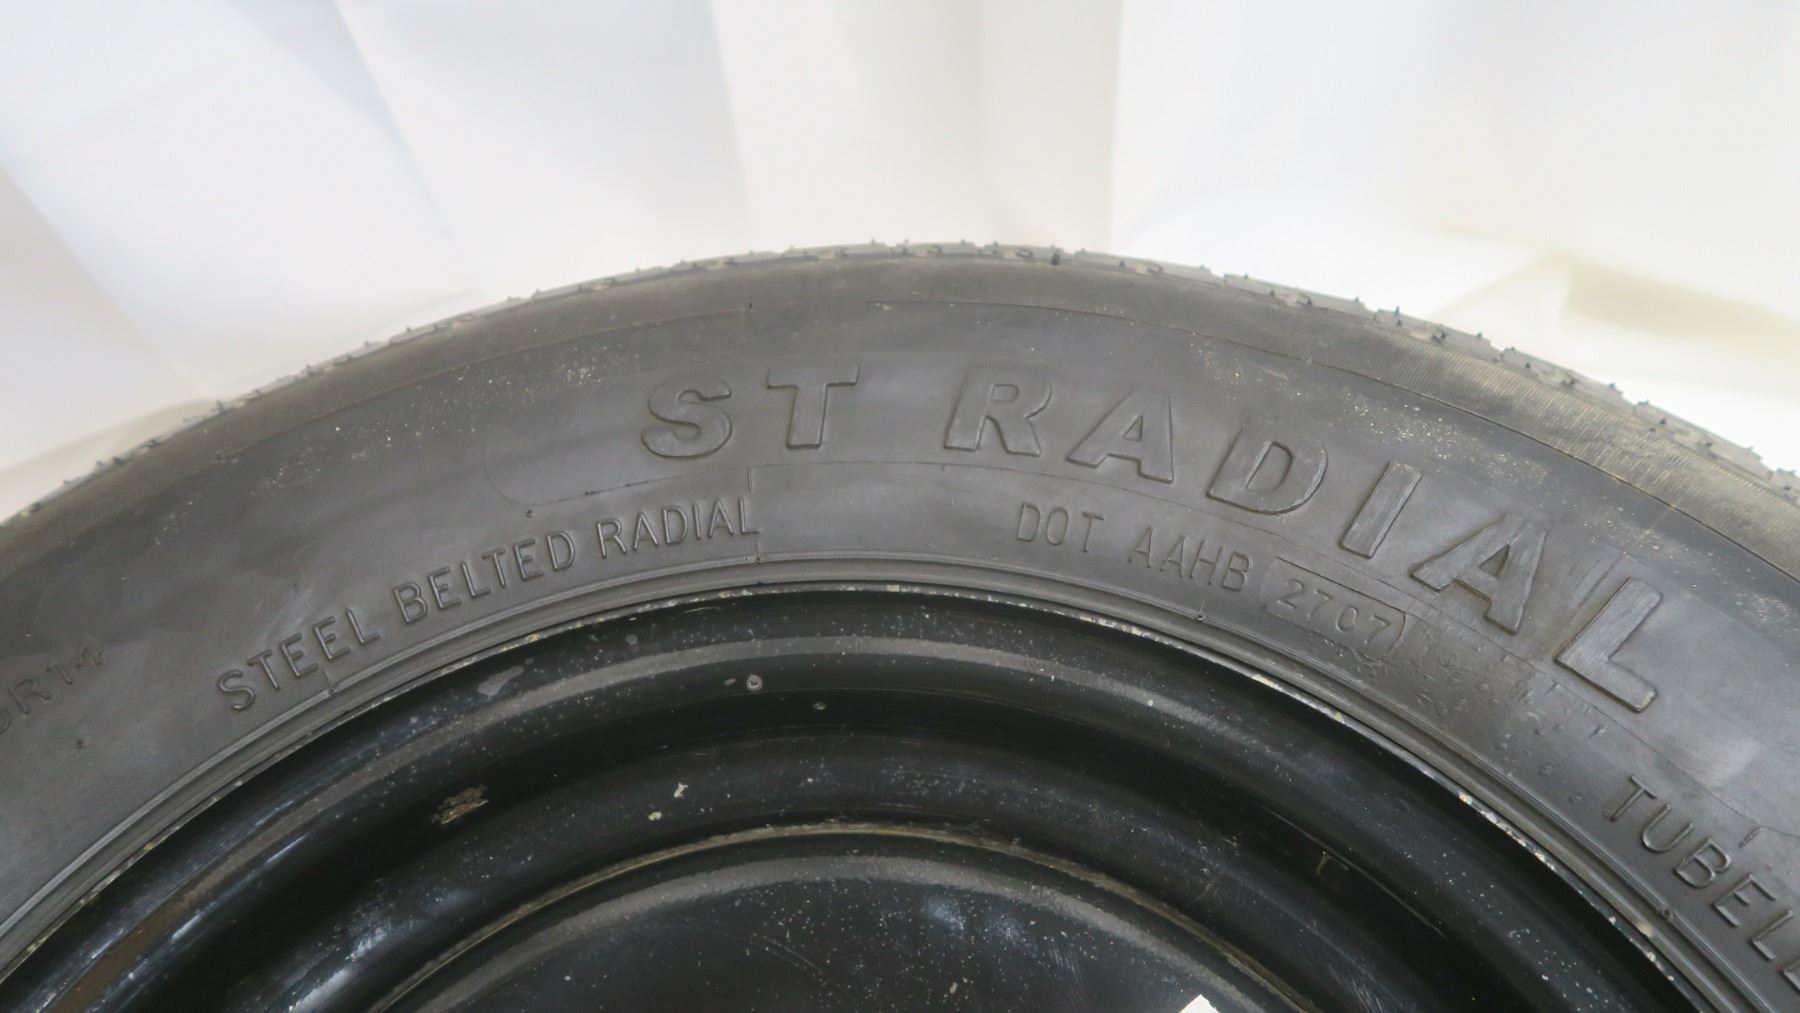 ST RADIAL
STEEL BELTED RADIAL
DOT AAHB 2707